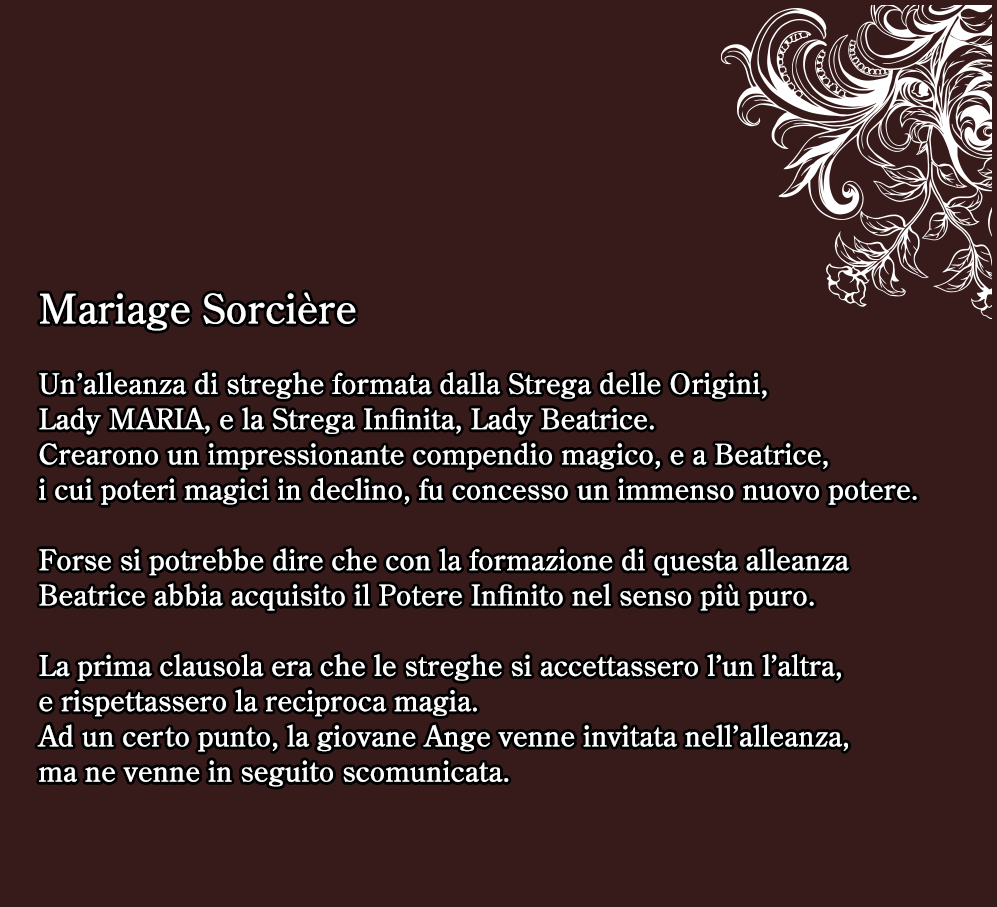 Mariage Sorcière
Un’alleanza di streghe formata dalla Strega delle Origini,
Lady MARIA, e la Strega Infinita, Lady Beatrice.
Crearono un impressionante compendio magico, e a Beatrice,
i cui poteri magici in declino, fu concesso un immenso nuovo potere.
Forse si potrebbe dire che con la formazione di questa alleanza
Beatrice abbia acquisito il Potere Infinito nel senso più puro.
La prima clausola era che le streghe si accettassero l’un l’altra,
e rispettassero la reciproca magia.
Ad un certo punto, la giovane Ange venne invitata nell’alleanza,
ma ne venne in seguito scomunicata.